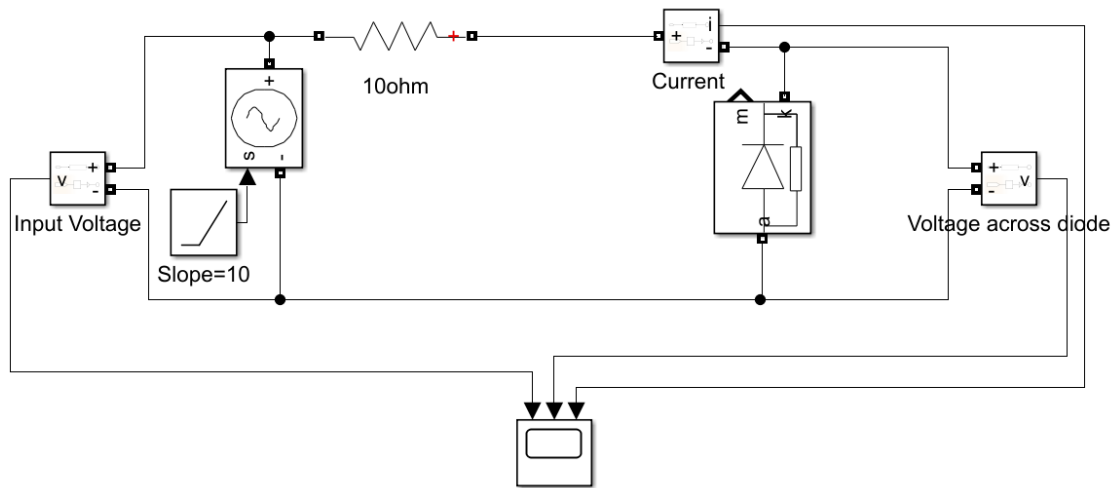 i
+
-
Current
10ohm
+
s
-
m
k
a
v
+
-
Input Voltage
+
-
v
Voltage across diode
Slope=10